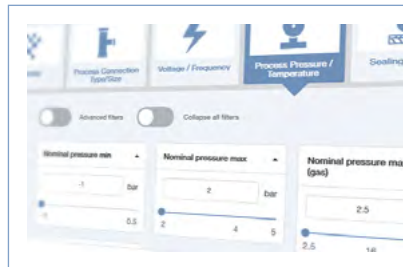 Process Connection
Type/Size
Voltage / Frequency
Process Pressure /
Temperature
Sealing
Advanced filters
Collapse all filters
Nominal pressure min
-1
bar
-1
0.5
Nominal pressure max
2
bar
2
4
5
Nominal pressure ma
(gas)
2.5
2.5
16